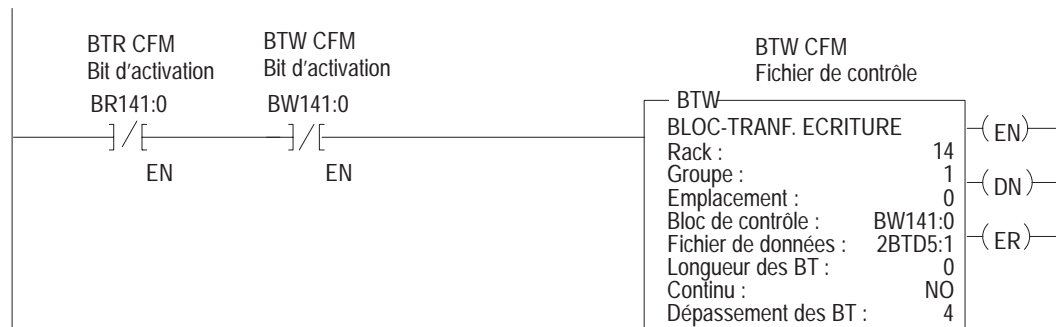 BTR CFM
Bit d'activation
BR141:0
EN
BTW CFM
Bit d'activation
BW141:0
EN
BTW CFM
Fichier de contrôle
BTW
BLOC-TRANF. ECRITURE
Rack : 14
Groupe : 1
Emplacement : 0
Bloc de contrôle : BW141:0
Fichier de données : 2BTD5:1
Longueur des BT : 0
Continu : NO
Dépassement des BT : 4
EN
DN
ER